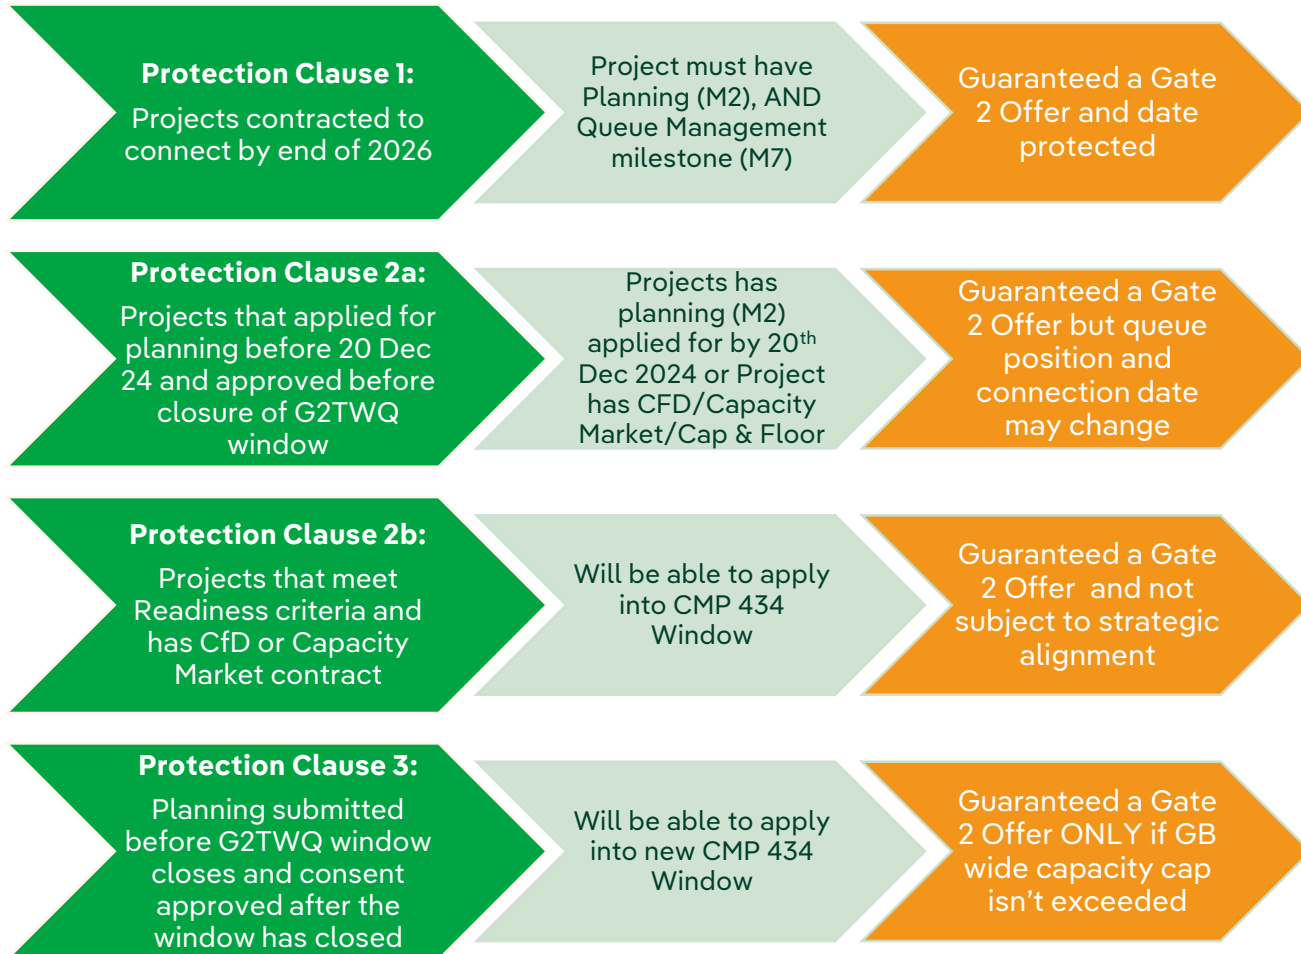 Protection Clause 1:
Projects contracted to
connect by end of 2026
Project must have
Planning (M2), AND
Queue Management
milestone (M7)
Guaranteed a Gate
2 Offer and date
protected
Protection Clause 2a:
Projects that applied for
planning before 20 Dec
24 and approved before
closure of G2TWQ
window
Projects has
planning (M2)
applied for by 20th
Dec 2024 or Project
has CFD/Capacity
Market/Cap & Floor
Guaranteed a Gate
2 Offer but queue
position and
connection date
may change
Protection Clause 2b:
Projects that meet
Readiness criteria and
has CfD or Capacity
Market contract
Will be able to apply
into CMP 434
Window
Guaranteed a Gate
2 Offer and not
subject to strategic
alignment
Protection Clause 3:
Planning submitted
before G2TWQ window
closes and consent
approved after the
window has closed
Will be able to apply
into new CMP 434
Window
Guaranteed a Gate
2 Offer ONLY if GB
wide capacity cap
isn't exceeded